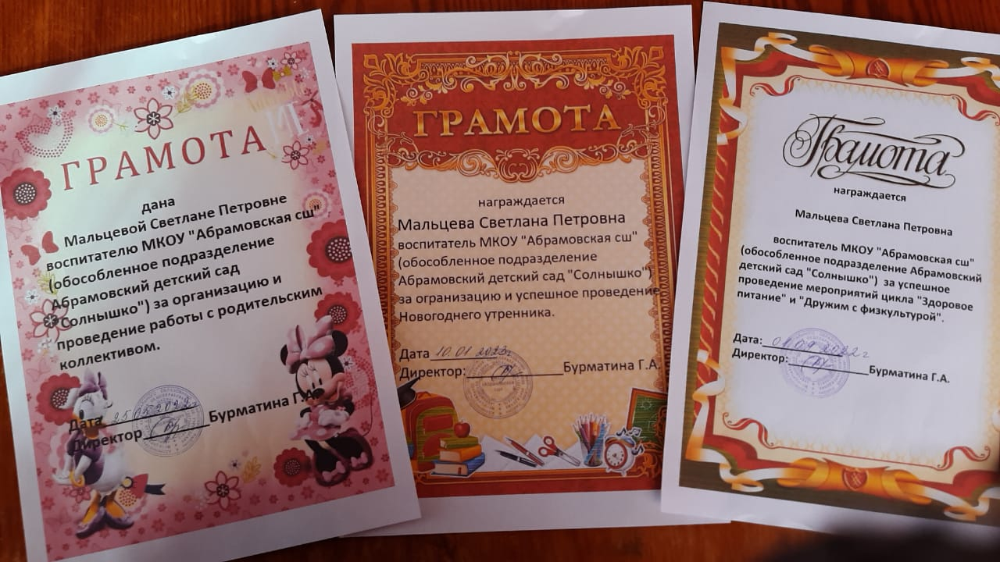 ГРАМОТА
дана
Мальцевой Светлане Петровне
воспитателю МКОУ "Абрамовская сш"
(обособленное подразделение
Абрамовский детский сад
"Солнышко") за организацию и
проведение работы с родительским
коллективом.
Дата 25.05.2022
Директор Бурматина Г.А.
ГРАМОТА
награждается
Мальцева Светлана Петровна
воспитатель МКОУ "Абрамовская сш"
(обособленное подразделение
Абрамовский детский сад "Солнышко")
за огранизацию и успешное проведение
Новогоднего утренника.
Дата 10.01 2023г
Директор: Бурматина Г.А.
Грамота
награждается
Мальцева Светлана Петровна
воспитатель МКОУ "Абрамовская сш"
(обособленное подразделение Абрамовский
детский сад "Солнышко") за успешное
проведение мероприятий цикла "Здоровое
питание" и "Дружим с физкультурой".
Дата: 01.09 2022 г
Директор: Бурматина Г.А.